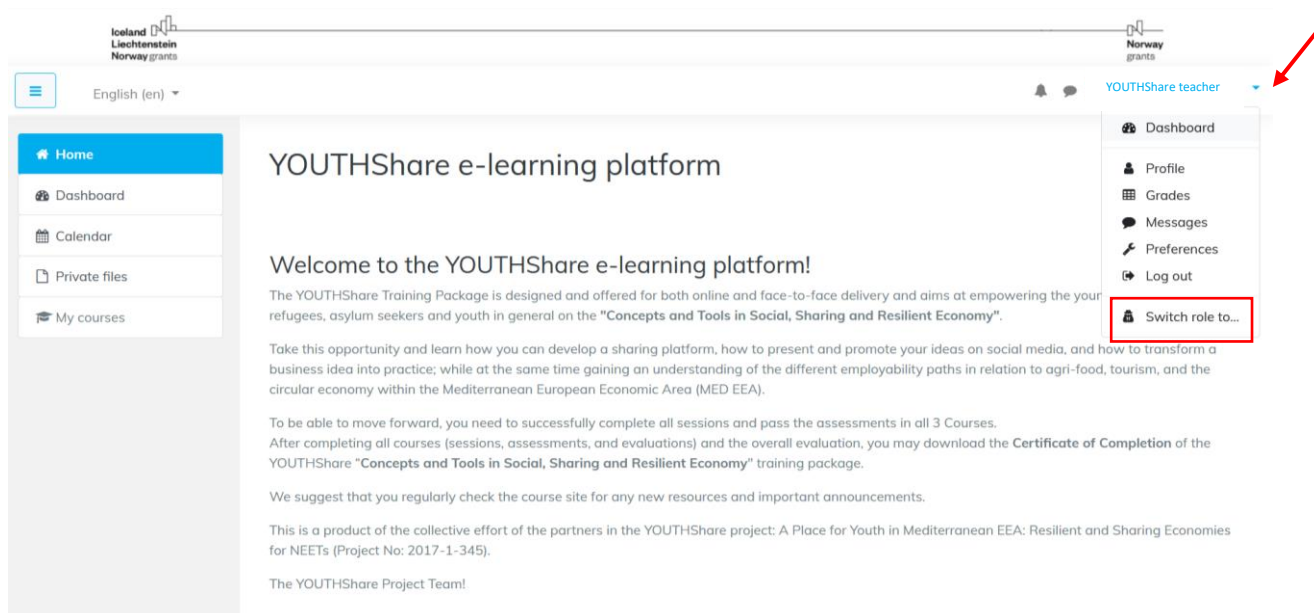 Iceland
Liechtenstein
Norway grants
Norway
grants
English (en)
YOUTHShare teacher
Dashboard
Profile
Grades
Messages
Preferences
Log out
Switch role to...
Home
Dashboard
Calendar
Private files
My courses
YOUTHShare e-learning platform
Welcome to the YOUTHShare e-learning platform!
The YOUTHShare Training Package is designed and offered for both online and face-to-face delivery and aims at empowering the
refugees, asylum seekers and youth in general on the "Concepts and Tools in Social, Sharing and Resilient Economy".
Take this opportunity and learn how you can develop a sharing platform, how to present and promote your ideas on social media, and how to transform a
business idea into practice; while at the same time gaining an understanding of the different employability paths in relation to agri-food, tourism, and the
circular economy within the Mediterranean European Economic Area (MED EEA).
To be able to move forward, you need to successfully complete all sessions and pass the assessments in all 3 Courses.
After completing all courses (sessions, assessments, and evaluations) and the overall evaluation, you may download the Certificate of Completion of the
YOUTHShare "Concepts and Tools in Social, Sharing and Resilient Economy" training package.
We suggest that you regularly check the course site for any new resources and important announcements.
This is a product of the collective effort of the partners in the YOUTHShare project: A Place for Youth in Mediterranean EEA: Resilient and Sharing Economies
for NEETs (Project No: 2017-1-345).
The YOUTHShare Project Team!